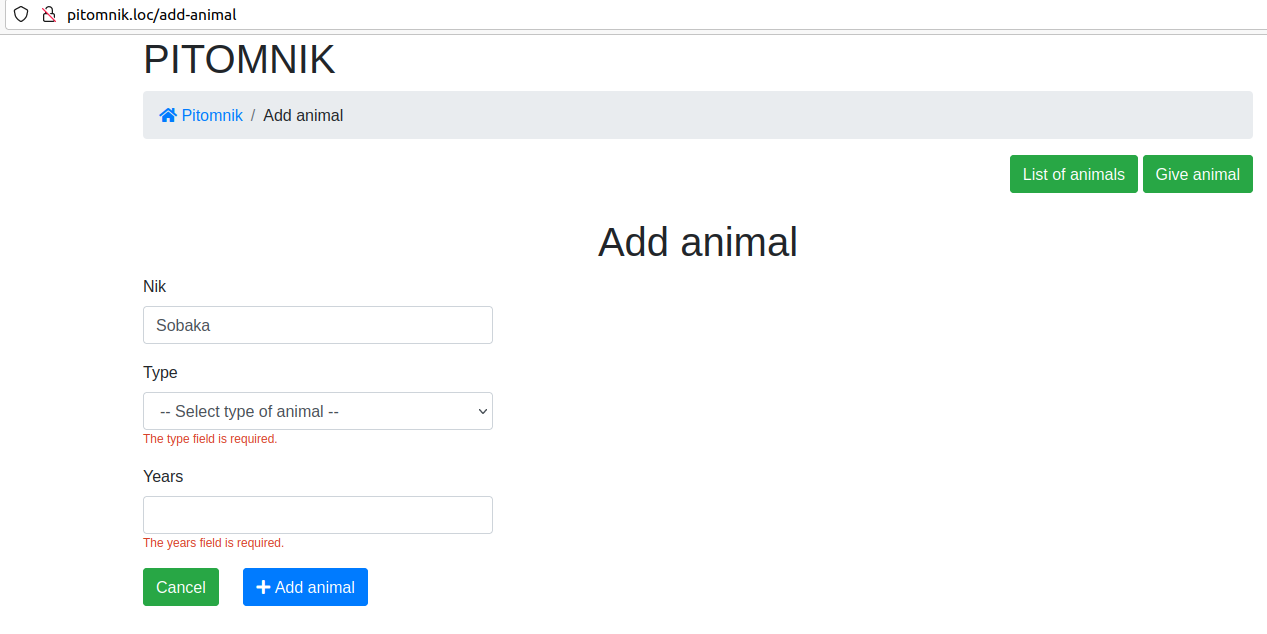 pitomnik.loc/add-animal
PITOMNIK
Pitomnik / Add animal
List of animals Give animal
Add animal
Nik
Sobaka
Type
-- Select type of animal --
The type field is required.
Years
The years field is required.
Cancel Add animal